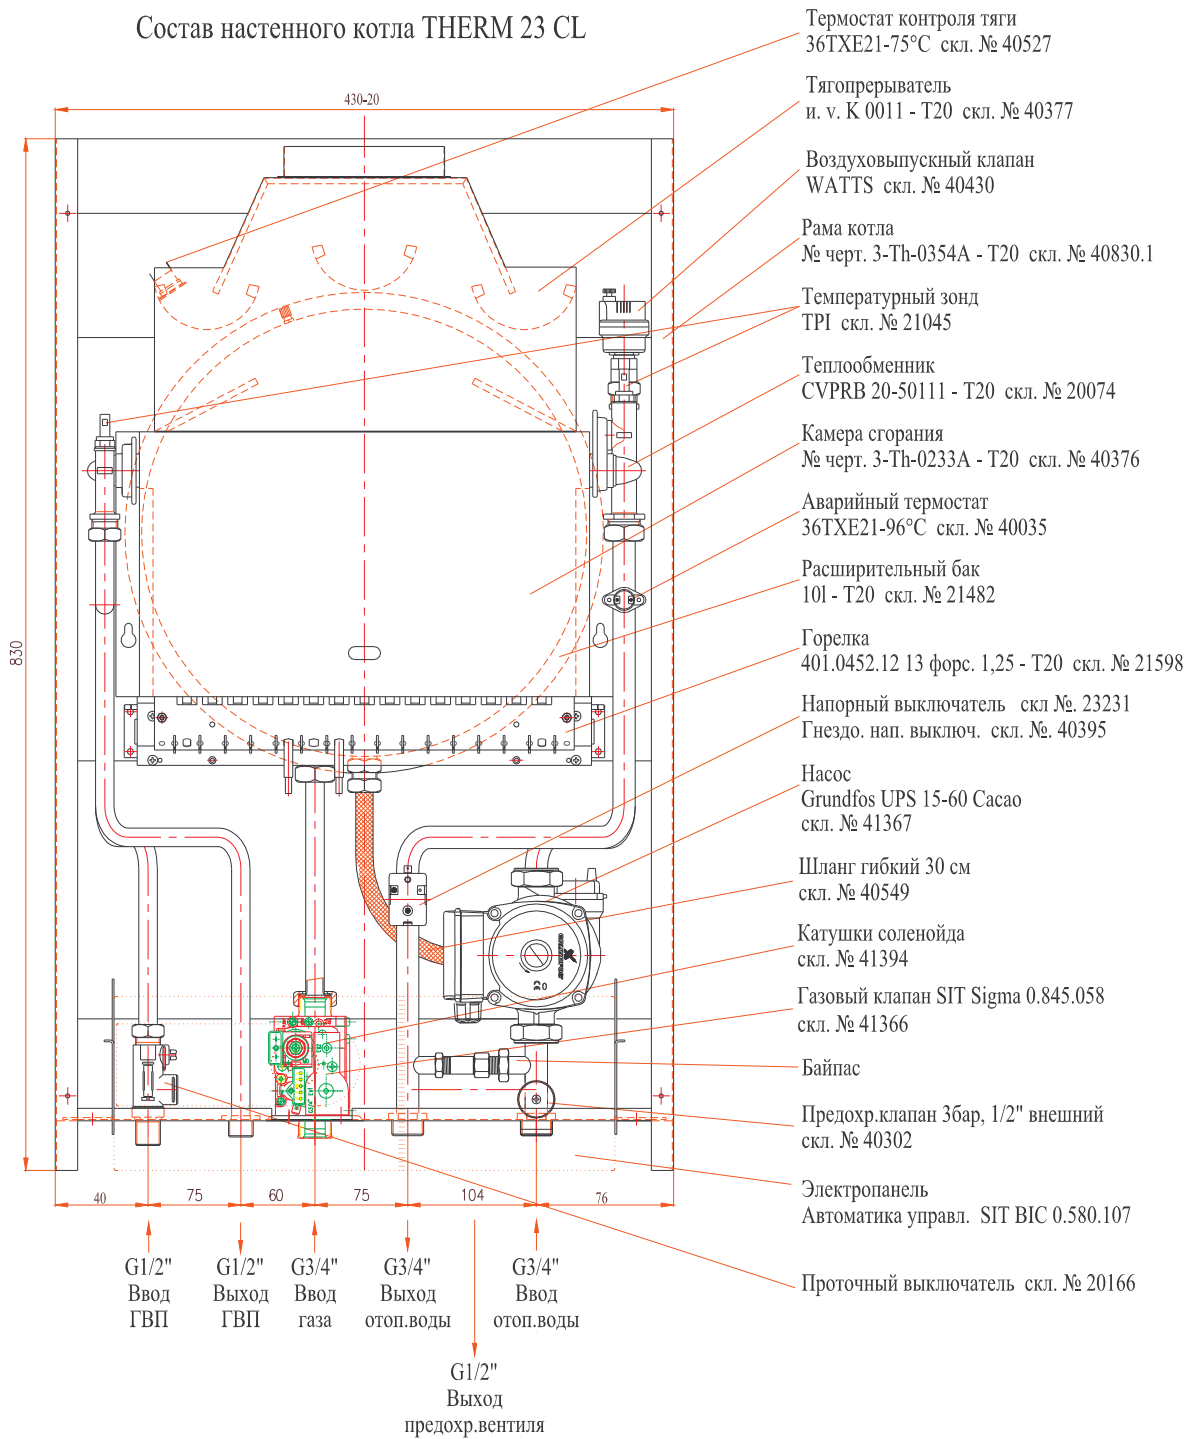 Состав настенного котла THERM 23 CL
Термостат контроля тяги
36TXE21-75°C скл. № 40527
Тягопрерыватель
и. v. K 0011 - T20 скл. № 40377
Воздуховыпускный клапан
WATTS скл. № 40430
Рама котла
№ черт. 3-Th-0354A - T20 скл. № 40830.1
Температурный зонд
TPI скл. № 21045
Теплообменник
CVPRB 20-50111 - T20 скл. № 20074
Камера сгорания
№ черт. 3-Th-0233A - T20 скл. № 40376
Аварийный термостат
36TXE21-96°C скл. № 40035
Расширительный бак
10l - T20 скл. № 21482
Горелка
401.0452.12 13 форс. 1,25 - T20 скл. № 21598
Напорный выключатель скл №. 23231
Гнездо. нап. выключ. скл. №. 40395
Насос
Grundfos UPS 15-60 Cacao
скл. № 41367
Шланг гибкий 30 см
скл. № 40549
Катушки соленойда
скл. № 41394
Газовый клапан SIT Sigma 0.845.058
скл. № 41366
Байпас
Предохр.клапан 3бар, 1/2" внешний
скл. № 40302
Электропанель
Автоматика управл. SIT BIC 0.580.107
Проточный выключатель скл. № 20166
430-20
830
GRUNDFOS
CE 0
40
75
60
75
104
76
G1/2"
Ввод
ГВП
G1/2"
Выход
ГВП
G3/4"
Ввод
газа
G3/4"
Выход
отоп.воды
G3/4"
Ввод
отоп.воды
G1/2"
Выход
предохр.вентиля